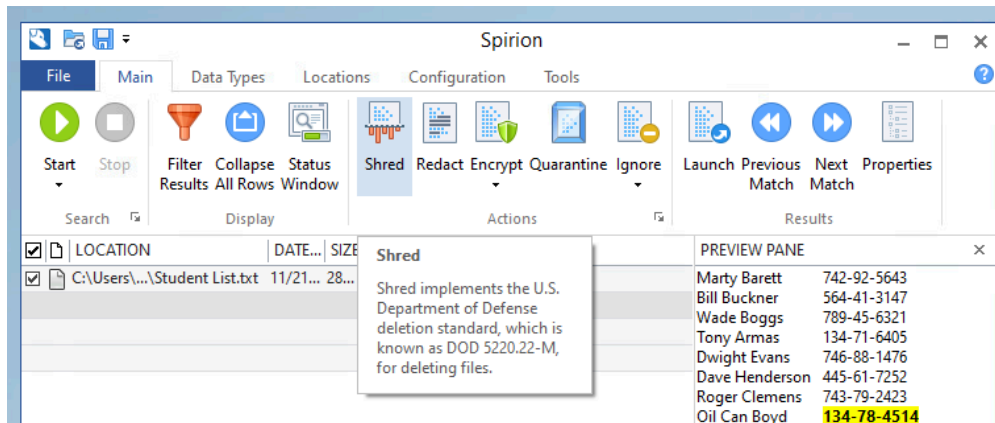 Spirion
File Main Data Types Locations Configuration Tools
Start Stop Filter Results Collapse All Rows Status Window Shred Redact Encrypt Quarantine Ignore Launch Previous Match Next Match Properties
Search Display Actions Results
LOCATION DATE... SIZE PREVIEW PANE
C:\Users\...\Student List.txt 11/21... 28...
Shred
Shred implements the U.S.
Department of Defense
deletion standard, which is
known as DOD 5220.22-M,
for deleting files.
Marty Barett 742-92-5643
Bill Buckner 564-41-3147
Wade Boggs 789-45-6321
Tony Armas 134-71-6405
Dwight Evans 746-88-1476
Dave Henderson 445-61-7252
Roger Clemens 743-79-2423
Oil Can Boyd 134-78-4514